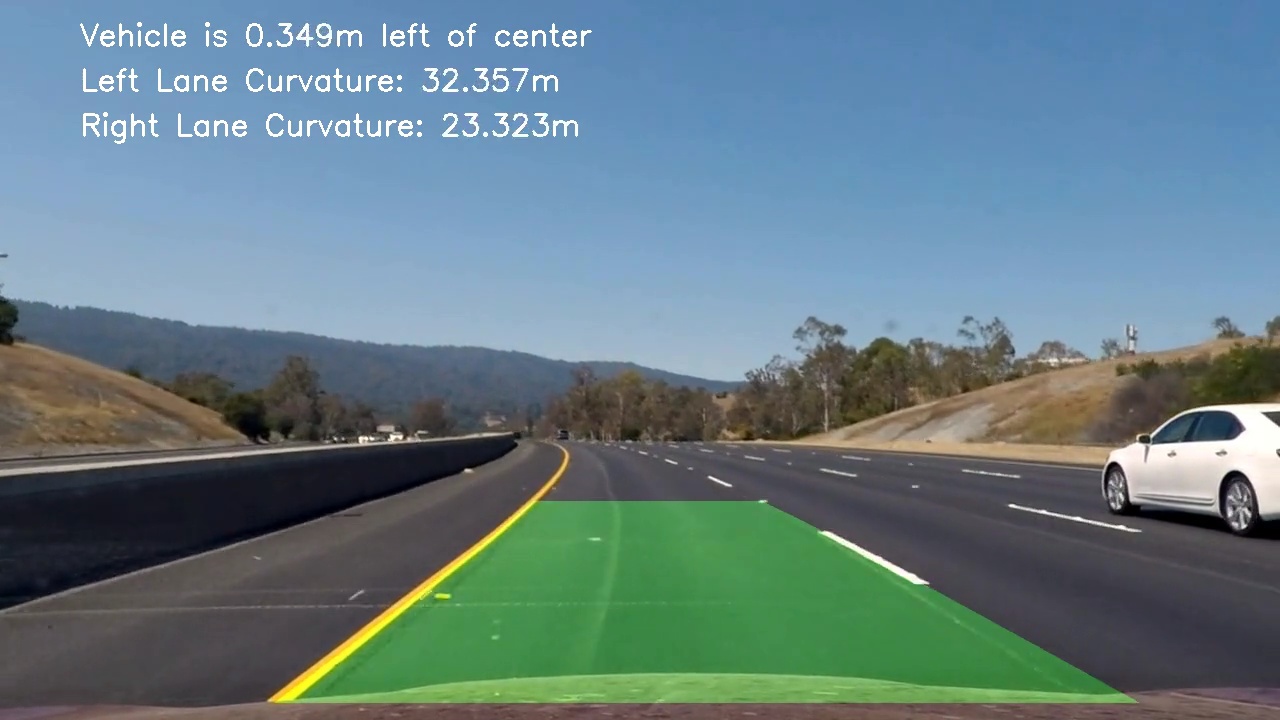 Vehicle is 0.349m left of center
Left Lane Curvature: 32.357m
Right Lane Curvature: 23.323m